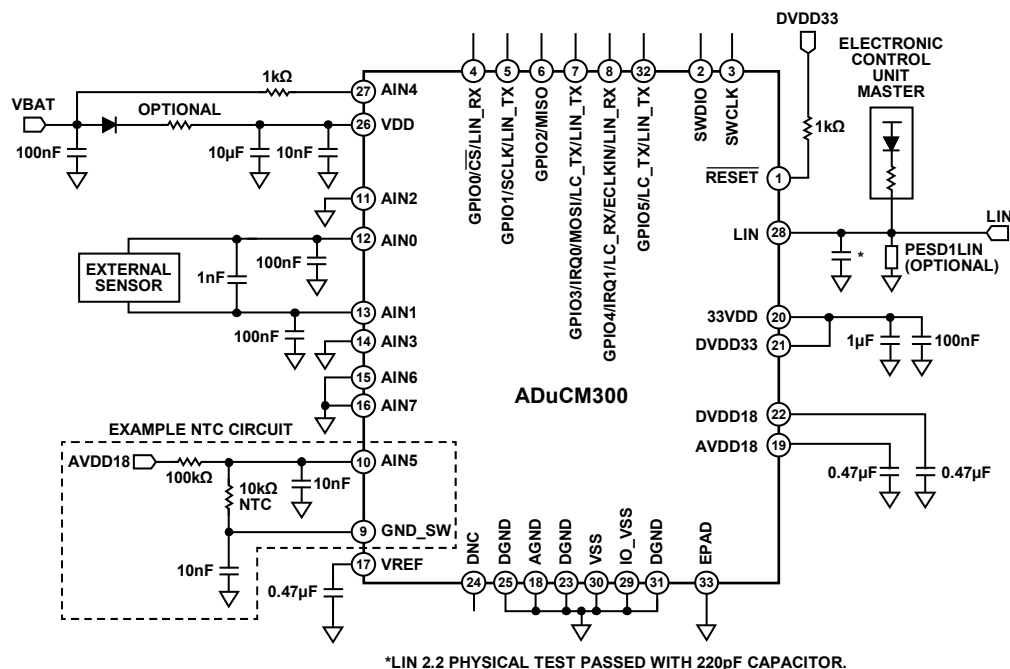 DVDD33
ELECTRONIC
CONTROL
UNIT
MASTER
1kΩ
VBAT
OPTIONAL
100nF
10µF
10nF
27 AIN4
26 VDD
11 AIN2
12 AIN0
EXTERNAL
SENSOR
1nF
100nF
100nF
13 AIN1
14 AIN3
15 AIN6
16 AIN7
EXAMPLE NTC CIRCUIT
AVDD18
100kΩ
10kΩ
NTC
10nF
10 AIN5
9 GND_SW
10nF
17 VREF
0.47µF
4 GPIO0/CS/LIN_RX
5 GPIO1/SCLK/LIN_TX
6 GPIO2/MISO
7 GPIO3/IRQ0/MOSI/LC_TX/LIN_TX
8 GPIO4/IRQ1/LC_RX/ECLKIN/LIN_RX
32 GPIO5/LC_TX/LIN_TX
2 SWDIO
3 SWCLK
1kΩ
RESET 1
LIN 28
LIN
*
PESD1LIN
(OPTIONAL)
33VDD 20
DVDD33 21
1µF
100nF
ADuCM300
DVDD18 22
AVDD18 19
0.47µF
0.47µF
DNC 24
DGND 25
AGND 18
DGND 23
VSS 30
IO_VSS 29
DGND 31
EPAD 33
*LIN 2.2 PHYSICAL TEST PASSED WITH 220pF CAPACITOR.